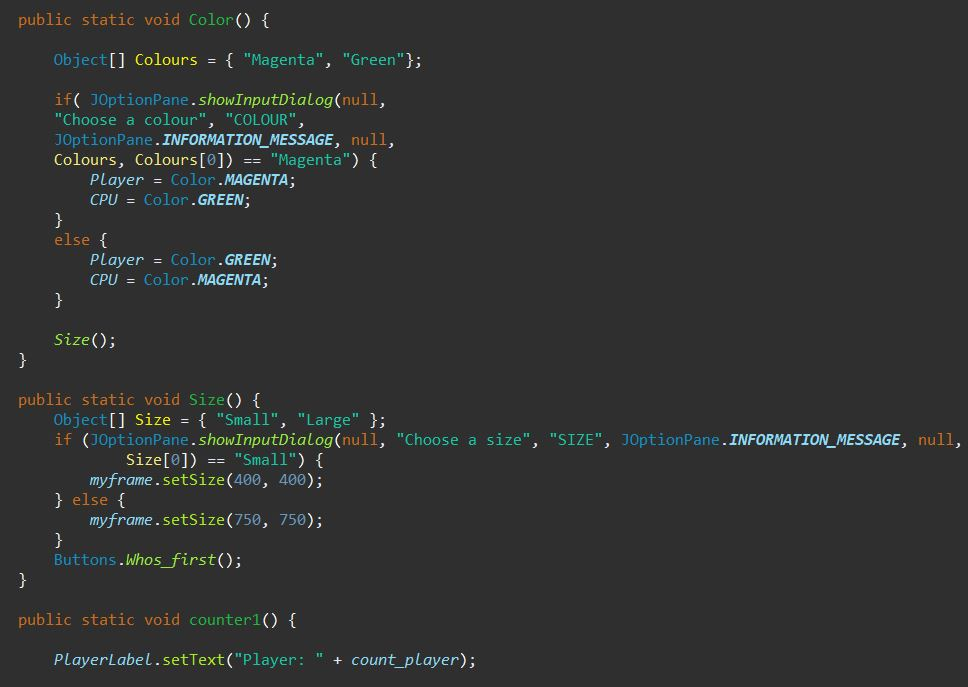 public static void Color() {
Object[] Colours = { "Magenta", "Green"};
if( JOptionPane.showInputDialog(null,
"Choose a colour", "COLOUR",
JOptionPane.INFORMATION_MESSAGE, null,
Colours, Colours[0]) == "Magenta") {
Player = Color.MAGENTA;
CPU = Color.GREEN;
}
else {
Player = Color.GREEN;
CPU = Color.MAGENTA;
}
Size();
}
public static void Size() {
Object[] Size = { "Small", "Large" };
if (JOptionPane.showInputDialog(null, "Choose a size", "SIZE", JOptionPane.INFORMATION_MESSAGE, null,
Size[0]) == "Small") {
myframe.setSize(400, 400);
} else {
myframe.setSize(750, 750);
}
Buttons.Whos_first();
}
public static void counter1() {
PlayerLabel.setText("Player: " + count_player);